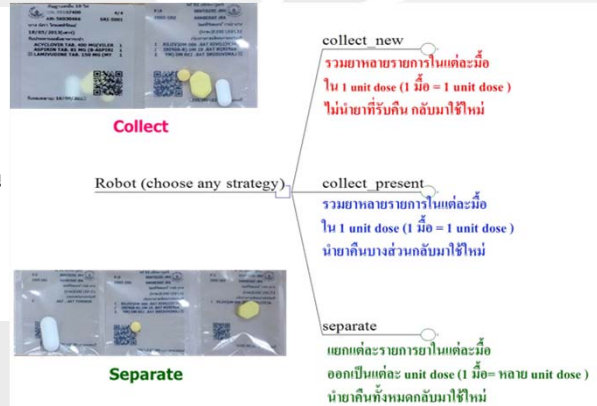 ACYCLOVIR TAB. 400 MG
ASPIRIN TAB. 81 MG (B-ASPIRIN)
LAMIVUDINE TAB. 150 MG
Collect
Robot (choose any strategy)
collect_new
รวมยาหลายรายการในแต่ละมื้อ
ใน 1 unit dose (1 มื้อ = 1 unit dose )
ไม่นำยาที่รับคืน กลับมาใช้ใหม่
collect_present
รวมยาหลายรายการในแต่ละมื้อ
ใน 1 unit dose (1 มื้อ = 1 unit dose )
นำยาคืนบางส่วนกลับมาใช้ใหม่
Separate
separate
แยกแต่ละรายการยาในแต่ละมื้อ
ออกเป็นแต่ละ unit dose (1 มื้อ= หลาย unit dose )
นำยาคืนทั้งหมดกลับมาใช้ใหม่